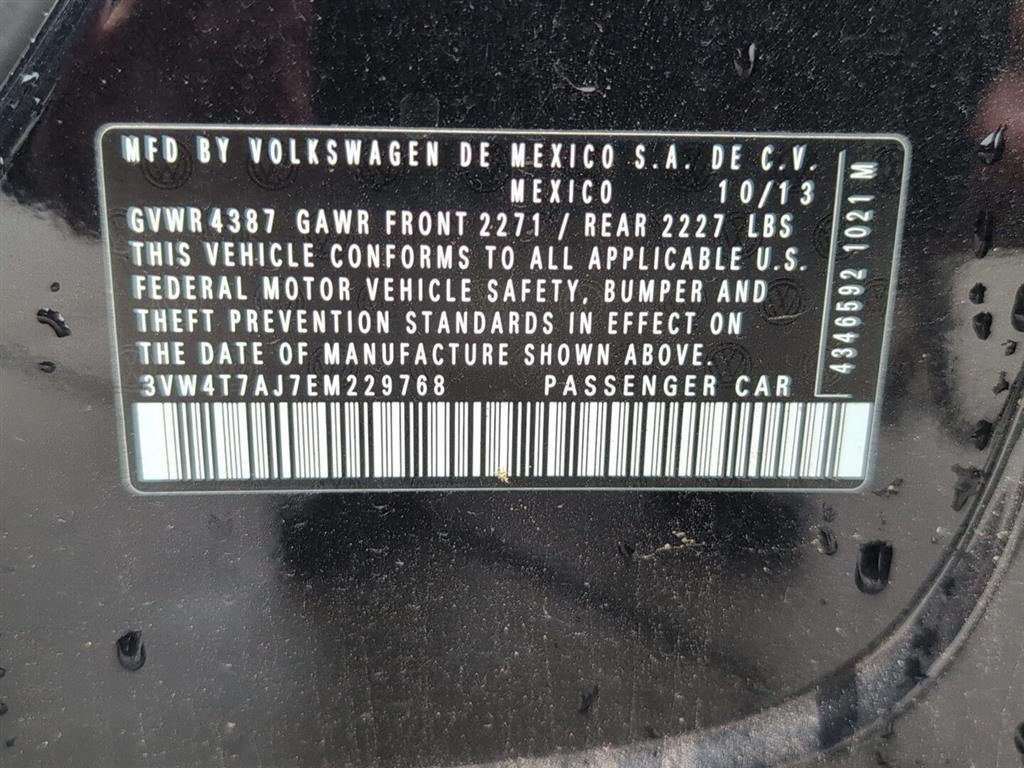 MFD BY VOLKSWAGEN DE MEXICO S.A. DE C.V.
MEXICO 10/13
GVWR 4387 GAWR FRONT 2271 / REAR 2227 LBS
THIS VEHICLE CONFORMS TO ALL APPLICABLE U.S.
FEDERAL MOTOR VEHICLE SAFETY, BUMPER AND
THEFT PREVENTION STANDARDS IN EFFECT ON
THE DATE OF MANUFACTURE SHOWN ABOVE.
3VW4T7AJ7EM229768 PASSENGER CAR
4346592 1021 M